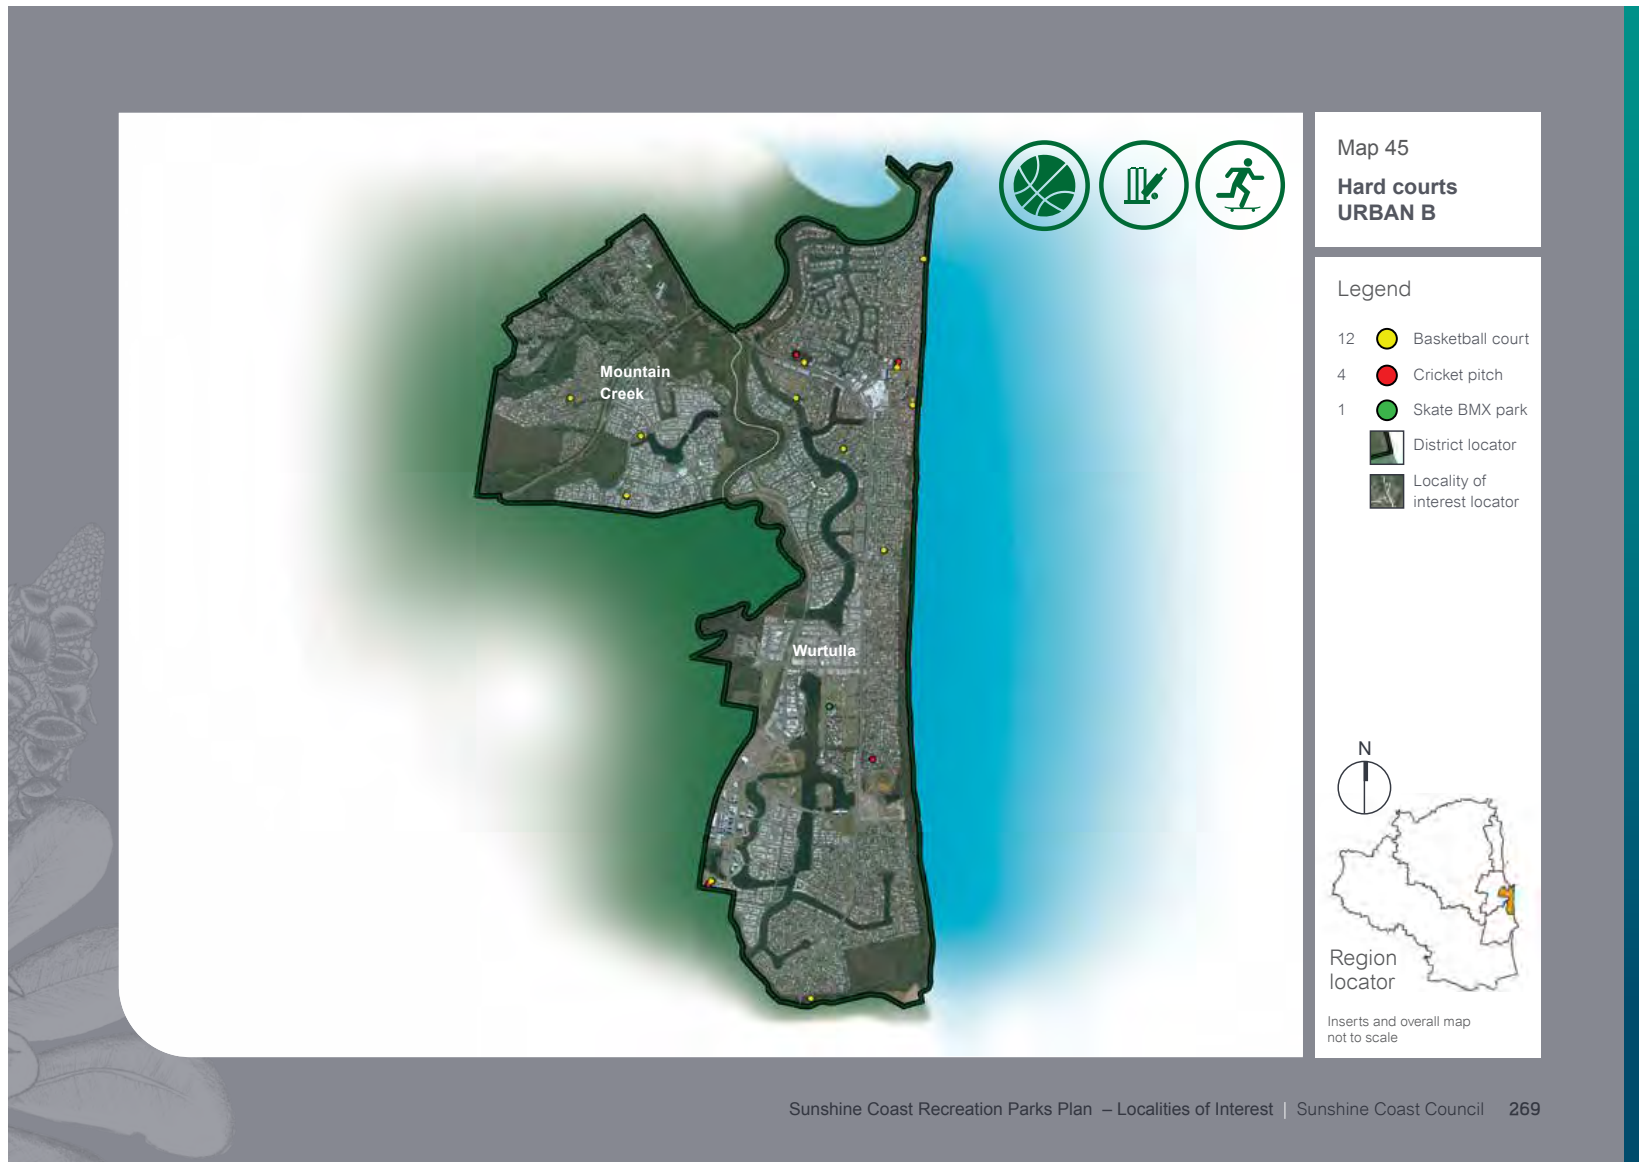 Map 45
Hard courts
URBAN B
Legend
12 Basketball court
4 Cricket pitch
1 Skate BMX park
District locator
Locality of
interest locator
Mountain
Creek
Wurtulla
N
Region
locator
Inserts and overall map
not to scale
Sunshine Coast Recreation Parks Plan – Localities of Interest | Sunshine Coast Council 269